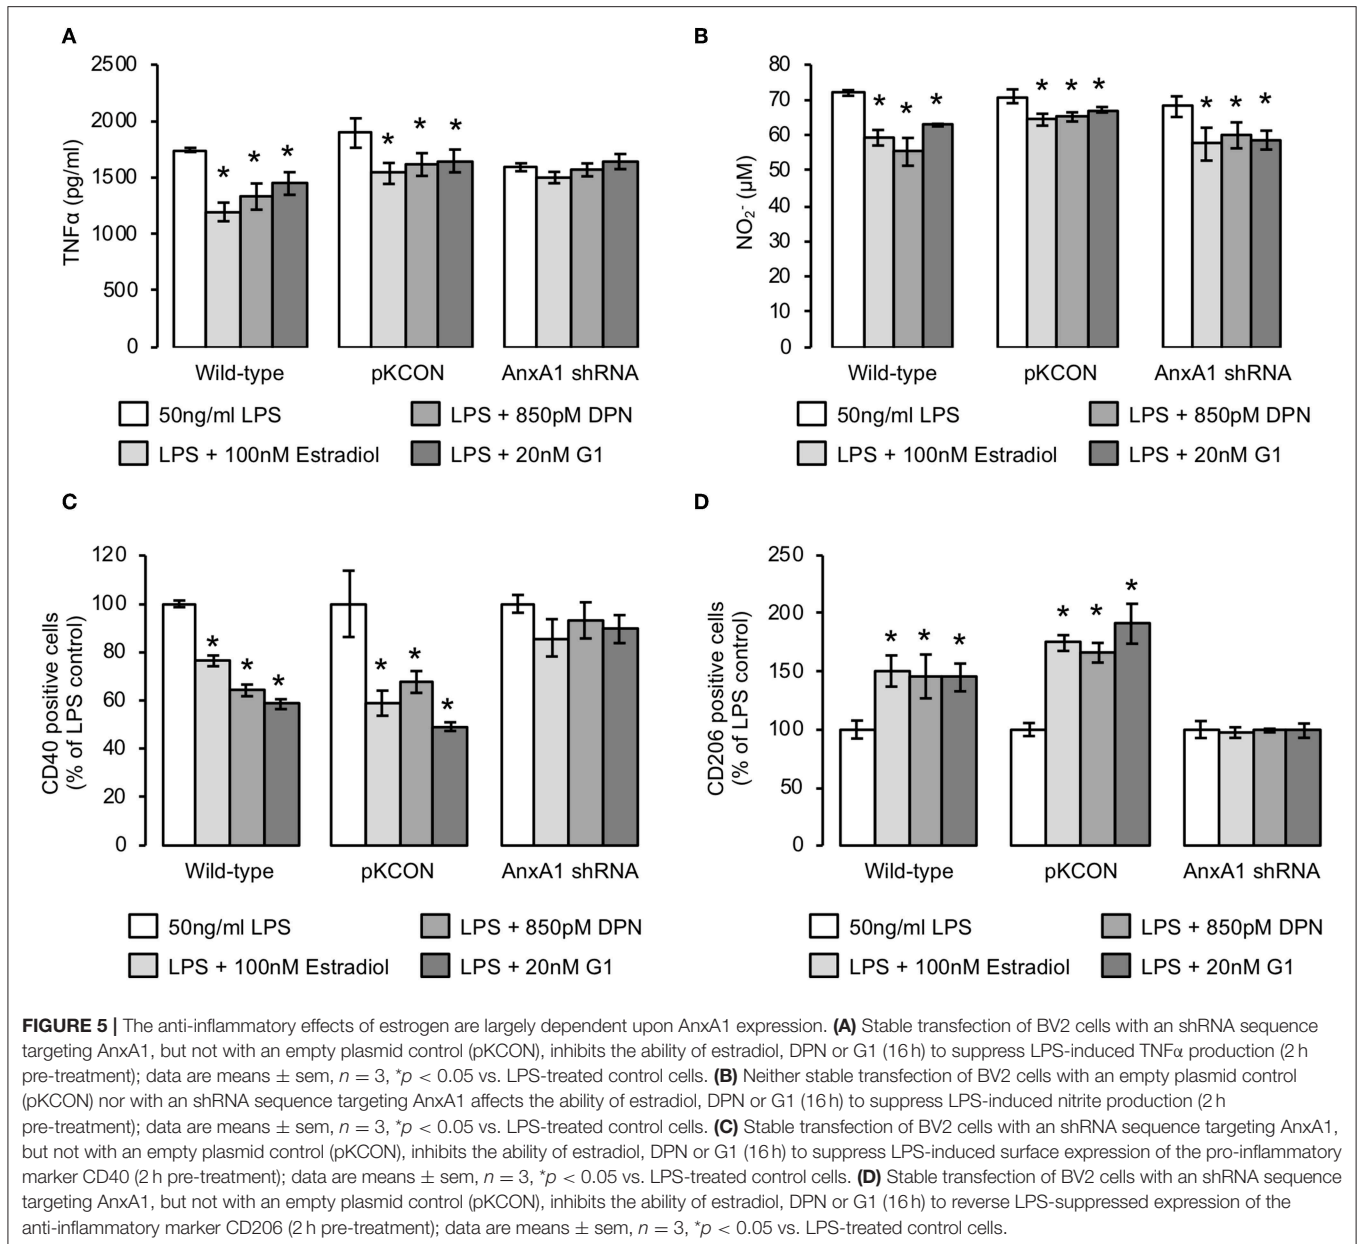 A
2500
2000
1500
1000
500
0
TNFα (pg/ml)
* * *
* * *
Wild-type pKCON AnxA1 shRNA
50ng/ml LPS LPS + 850pM DPN
LPS + 100nM Estradiol LPS + 20nM G1
B
80
70
60
50
40
30
20
10
0
NO₂⁻ (µM)
* * *
* * *
* * *
Wild-type pKCON AnxA1 shRNA
50ng/ml LPS LPS + 850pM DPN
LPS + 100nM Estradiol LPS + 20nM G1
C
120
100
80
60
40
20
0
CD40 positive cells
(% of LPS control)
* * *
* * *
Wild-type pKCON AnxA1 shRNA
50ng/ml LPS LPS + 850pM DPN
LPS + 100nM Estradiol LPS + 20nM G1
D
250
200
150
100
50
0
CD206 positive cells
(% of LPS control)
* * *
* * *
Wild-type pKCON AnxA1 shRNA
50ng/ml LPS LPS + 850pM DPN
LPS + 100nM Estradiol LPS + 20nM G1
FIGURE 5 | The anti-inflammatory effects of estrogen are largely dependent upon AnxA1 expression. (A) Stable transfection of BV2 cells with an shRNA sequence
targeting AnxA1, but not with an empty plasmid control (pKCON), inhibits the ability of estradiol, DPN or G1 (16 h) to suppress LPS-induced TNFα production (2 h
pre-treatment); data are means ± sem, n = 3, *p < 0.05 vs. LPS-treated control cells. (B) Neither stable transfection of BV2 cells with an empty plasmid control
(pKCON) nor with an shRNA sequence targeting AnxA1 affects the ability of estradiol, DPN or G1 (16 h) to suppress LPS-induced nitrite production (2 h
pre-treatment); data are means ± sem, n = 3, *p < 0.05 vs. LPS-treated control cells. (C) Stable transfection of BV2 cells with an shRNA sequence targeting AnxA1,
but not with an empty plasmid control (pKCON), inhibits the ability of estradiol, DPN or G1 (16 h) to suppress LPS-induced surface expression of the pro-inflammatory
marker CD40 (2 h pre-treatment); data are means ± sem, n = 3, *p < 0.05 vs. LPS-treated control cells. (D) Stable transfection of BV2 cells with an shRNA sequence
targeting AnxA1, but not with an empty plasmid control (pKCON), inhibits the ability of estradiol, DPN or G1 (16 h) to reverse LPS-suppressed expression of the
anti-inflammatory marker CD206 (2 h pre-treatment); data are means ± sem, n = 3, *p < 0.05 vs. LPS-treated control cells.